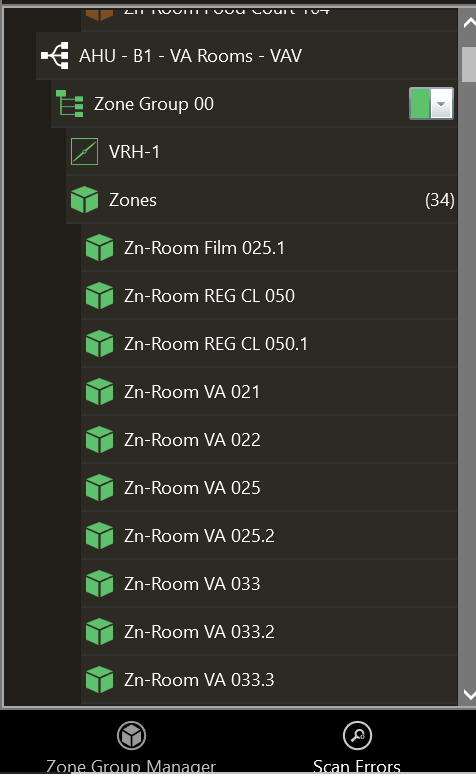 Zn-Room Food Court 164
AHU - B1 - VA Rooms - VAV
Zone Group 00
VRH-1
Zones (34)
Zn-Room Film 025.1
Zn-Room REG CL 050
Zn-Room REG CL 050.1
Zn-Room VA 021
Zn-Room VA 022
Zn-Room VA 025
Zn-Room VA 025.2
Zn-Room VA 033
Zn-Room VA 033.2
Zn-Room VA 033.3
Zone Group Manager
Scan Errors